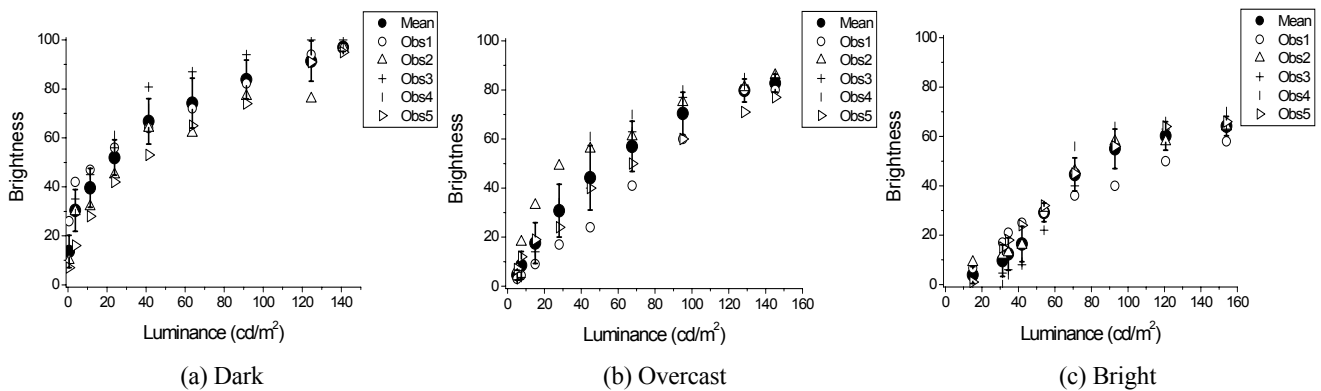 Mean
Obs1
Obs2
Obs3
Obs4
Obs5
100
80
60
40
20
0
Brightness
0 20 40 60 80 100 120 140
Luminance (cd/m²)
(a) Dark
Mean
Obs1
Obs2
Obs3
Obs4
Obs5
100
80
60
40
20
0
Brightness
0 20 40 60 80 100 120 140 160
Luminance (cd/m²)
(b) Overcast
Mean
Obs1
Obs2
Obs3
Obs4
Obs5
100
80
60
40
20
0
Brightness
0 20 40 60 80 100 120 140 160
Luminance (cd/m²)
(c) Bright